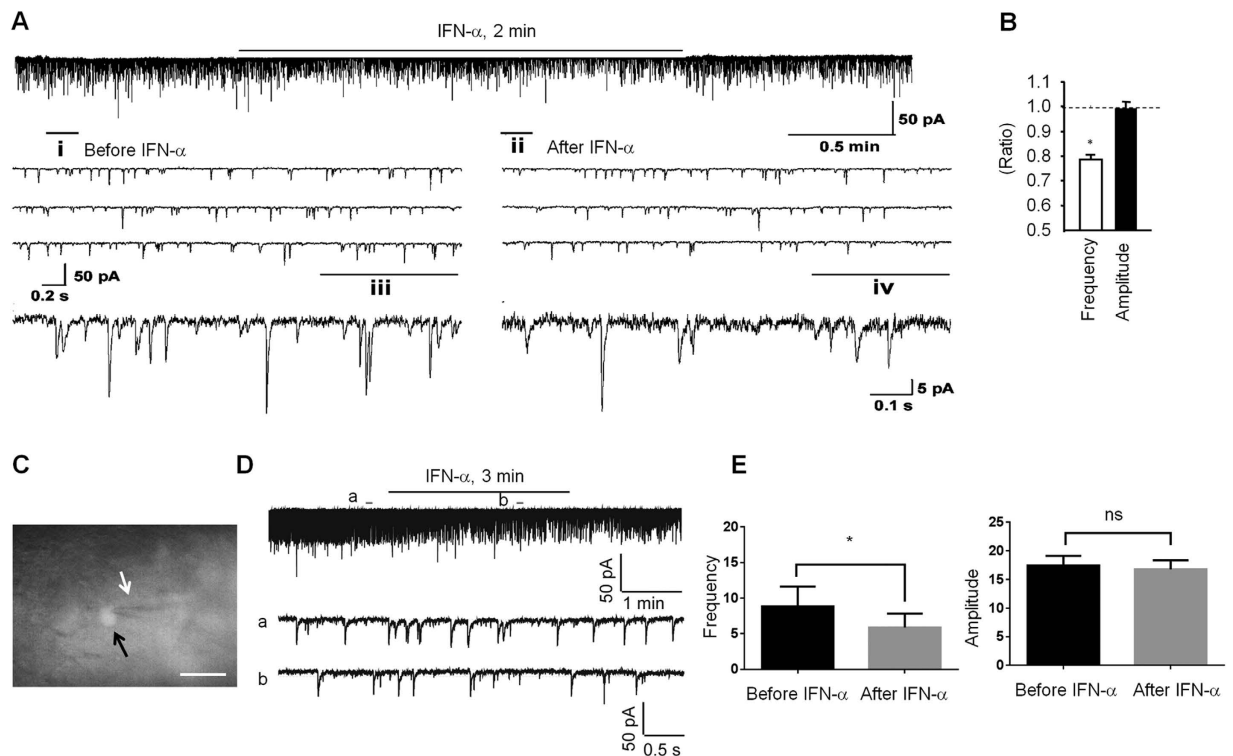 A
IFN-α, 2 min
50 pA
0.5 min
i
Before IFN-α
ii
After IFN-α
50 pA
0.2 s
iii
iv
5 pA
0.1 s
B
(Ratio)
1.1
1.0
0.9
0.8
0.7
0.6
0.5
*
Frequency
Amplitude
C
D
IFN-α, 3 min
a
b
50 pA
1 min
a
b
50 pA
0.5 s
E
Frequency
20
15
10
5
0
*
Before IFN-α
After IFN-α
Amplitude
25
20
15
10
5
0
ns
Before IFN-α
After IFN-α